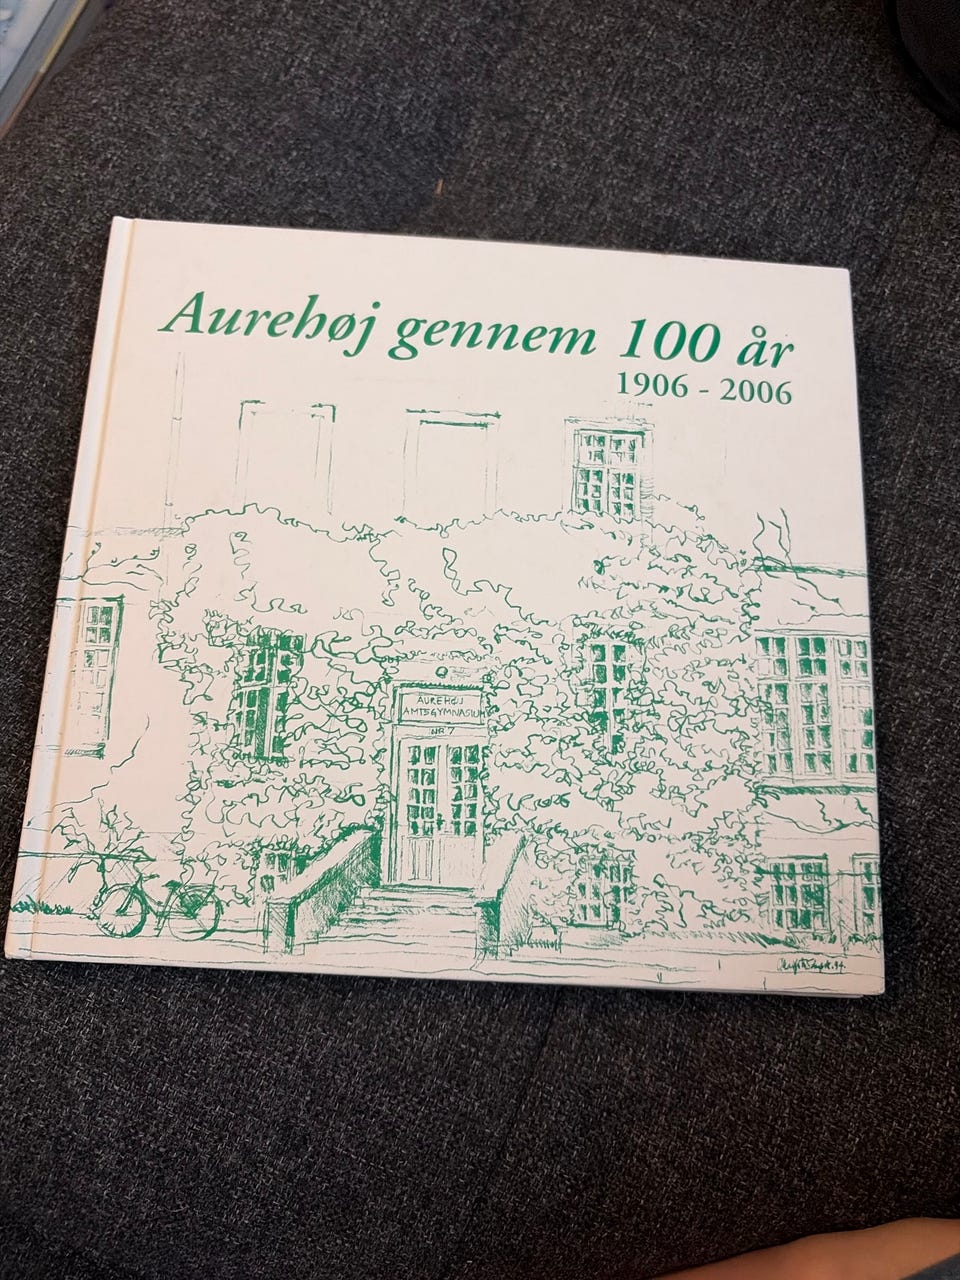 Aurehøj gennem 100 år
1906 - 2006
AUREHØJ
AMTSGYMNASIUM
NR 7